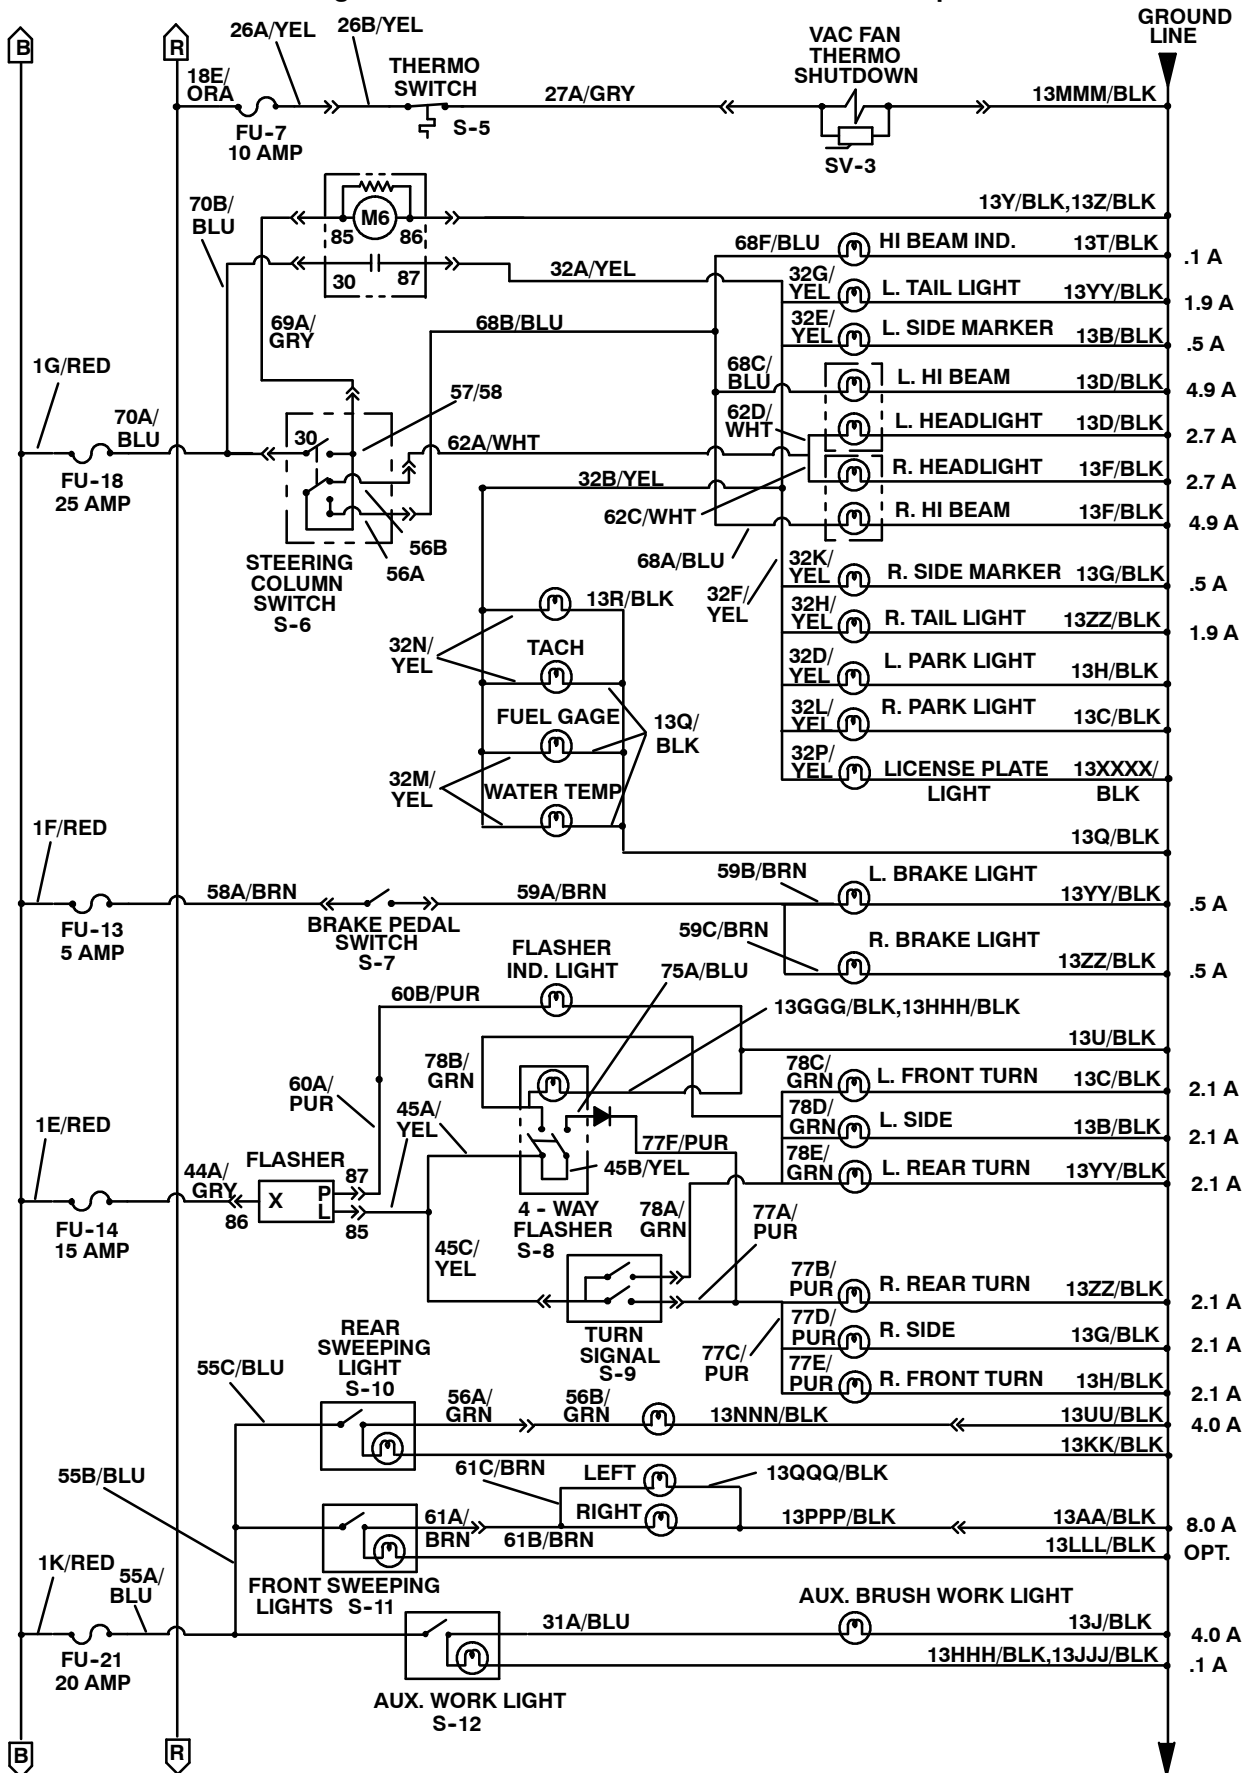 GROUND
LINE
B
R
26A/YEL
26B/YEL
VAC FAN
THERMO
SHUTDOWN
THERMO
SWITCH
18E/
ORA
27A/GRY
13MMM/BLK
S-5
FU-7
10 AMP
SV-3
70B/
BLU
M6
85
86
13Y/BLK,13Z/BLK
68F/BLU
HI BEAM IND.
13T/BLK
.1 A
30
87
32A/YEL
32G/
YEL
L. TAIL LIGHT
13YY/BLK
1.9 A
69A/
GRY
68B/BLU
32E/
YEL
L. SIDE MARKER
13B/BLK
.5 A
1G/RED
68C/
BLU
L. HI BEAM
13D/BLK
4.9 A
57/58
70A/
BLU
62D/
WHT
L. HEADLIGHT
13D/BLK
2.7 A
30
62A/WHT
FU-18
25 AMP
32B/YEL
R. HEADLIGHT
13F/BLK
2.7 A
62C/WHT
R. HI BEAM
13F/BLK
4.9 A
56B
56A
68A/BLU
STEERING
COLUMN
SWITCH
S-6
32K/
YEL
R. SIDE MARKER
13G/BLK
.5 A
32F/
YEL
13R/BLK
32H/
YEL
R. TAIL LIGHT
13ZZ/BLK
1.9 A
32N/
YEL
TACH
32D/
YEL
L. PARK LIGHT
13H/BLK
FUEL GAGE
13Q/
BLK
32L/
YEL
R. PARK LIGHT
13C/BLK
32M/
YEL
WATER TEMP
32P/
YEL
LICENSE PLATE
LIGHT
13XXXX/
BLK
1F/RED
13Q/BLK
58A/BRN
59A/BRN
59B/BRN
L. BRAKE LIGHT
13YY/BLK
.5 A
FU-13
5 AMP
BRAKE PEDAL
SWITCH
S-7
59C/BRN
R. BRAKE LIGHT
13ZZ/BLK
.5 A
FLASHER
IND. LIGHT
75A/BLU
60B/PUR
13GGG/BLK,13HHH/BLK
13U/BLK
78B/
GRN
60A/
PUR
78C/
GRN
L. FRONT TURN
13C/BLK
2.1 A
45A/
YEL
1E/RED
78D/
GRN
L. SIDE
13B/BLK
2.1 A
77F/PUR
45B/YEL
78E/
GRN
L. REAR TURN
13YY/BLK
2.1 A
44A/
GRY
FLASHER
X
P
L
87
86
85
FU-14
15 AMP
4 - WAY
FLASHER
S-8
78A/
GRN
77A/
PUR
45C/
YEL
77B/
PUR
R. REAR TURN
13ZZ/BLK
2.1 A
TURN
SIGNAL
S-9
77C/
PUR
77D/
PUR
R. SIDE
13G/BLK
2.1 A
77E/
PUR
R. FRONT TURN
13H/BLK
2.1 A
REAR
SWEEPING
LIGHT
S-10
55C/BLU
56A/
GRN
56B/
GRN
13NNN/BLK
13UU/BLK
4.0 A
13KK/BLK
55B/BLU
61C/BRN
LEFT
13QQQ/BLK
61A/
BRN
61B/BRN
RIGHT
13PPP/BLK
13AA/BLK
8.0 A
OPT.
13LLL/BLK
FRONT SWEEPING
LIGHTS S-11
1K/RED
55A/
BLU
FU-21
20 AMP
31A/BLU
AUX. BRUSH WORK LIGHT
13J/BLK
4.0 A
13HHH/BLK,13JJJ/BLK
.1 A
AUX. WORK LIGHT
S-12
B
R